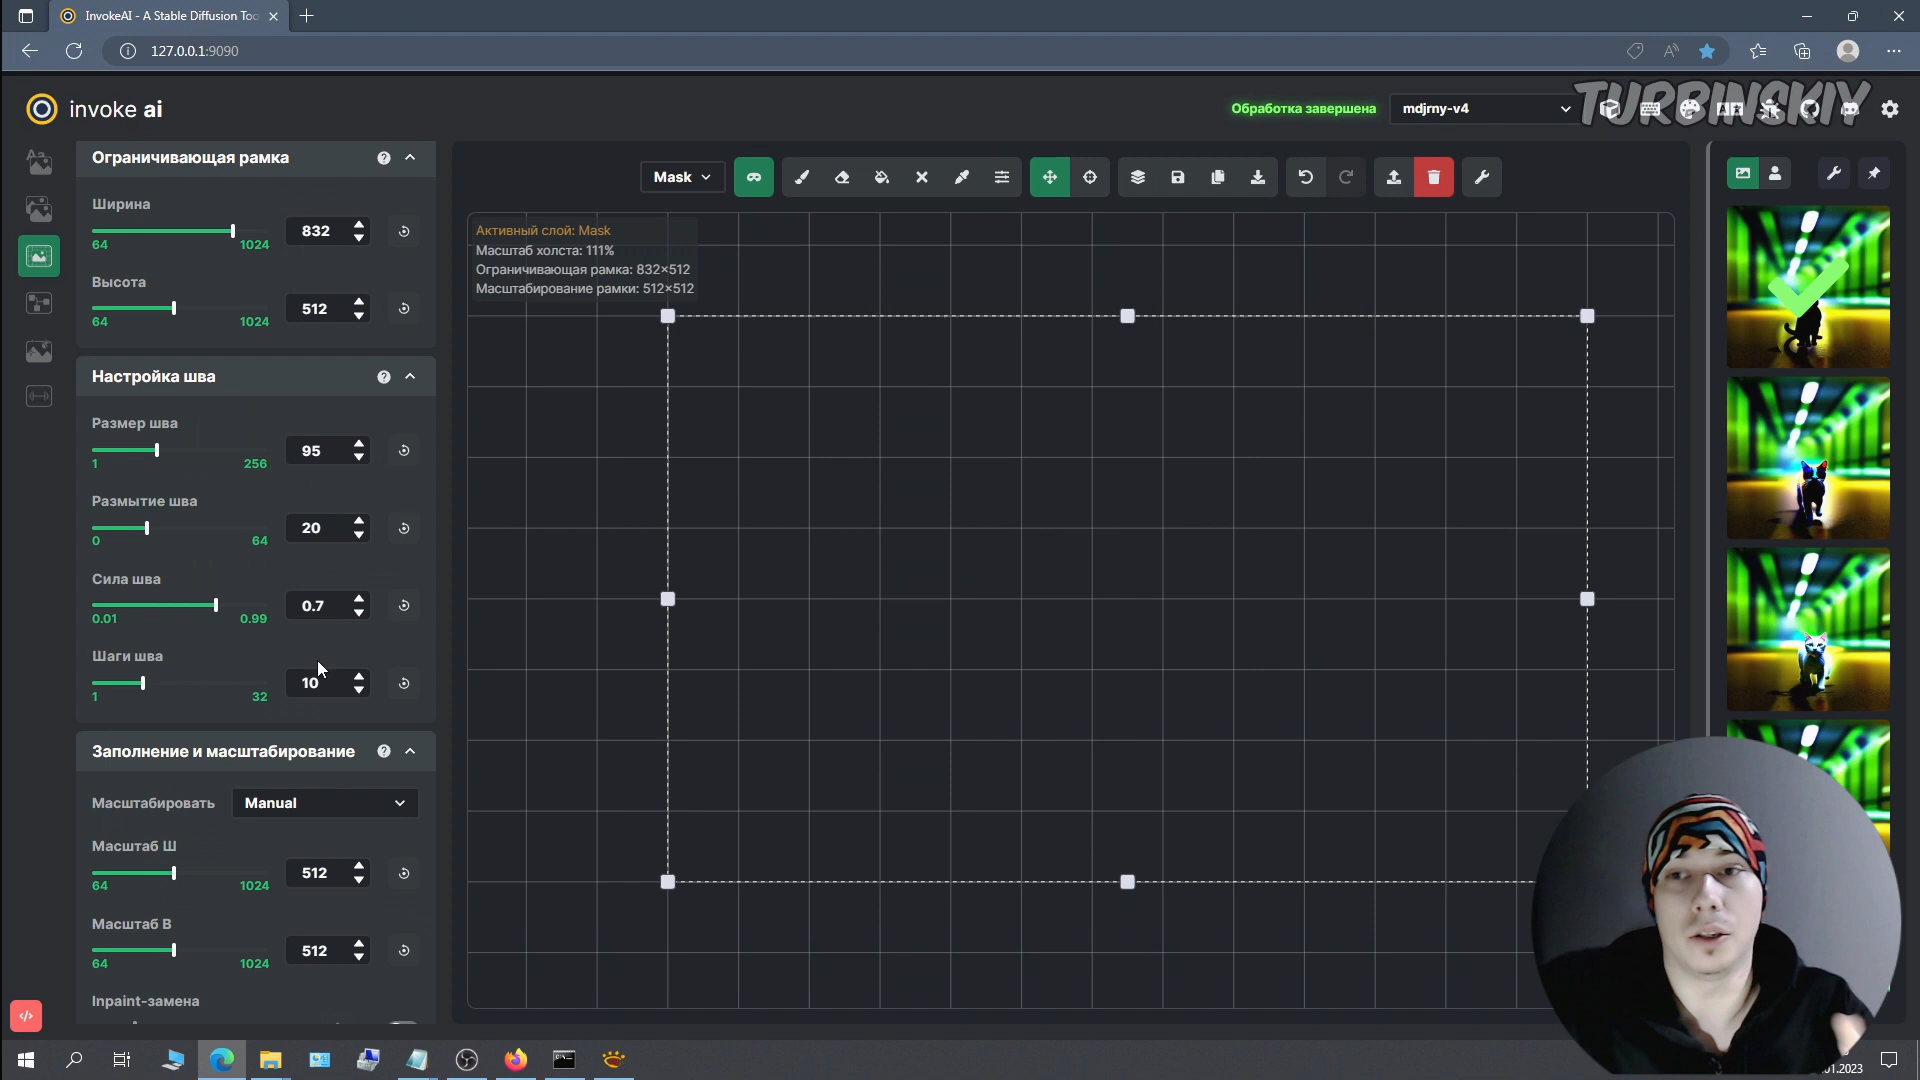 InvokeAI - A Stable Diffusion Too
127.0.0.1:9090
invoke ai
Обработка завершена
mdjrny-v4
TURBINSKIY
Ограничивающая рамка
Ширина
832
64
1024
Высота
512
64
1024
Настройка шва
Размер шва
95
1
256
Размытие шва
20
0
64
Сила шва
0.7
0.01
0.99
Шаги шва
10
1
32
Заполнение и масштабирование
Масштабировать
Manual
Масштаб Ш
512
64
1024
Масштаб В
512
64
1024
Inpaint-замена
Mask
Активный слой: Mask
Масштаб холста: 111%
Ограничивающая рамка: 832×512
Масштабирование рамки: 512×512
.01.2023